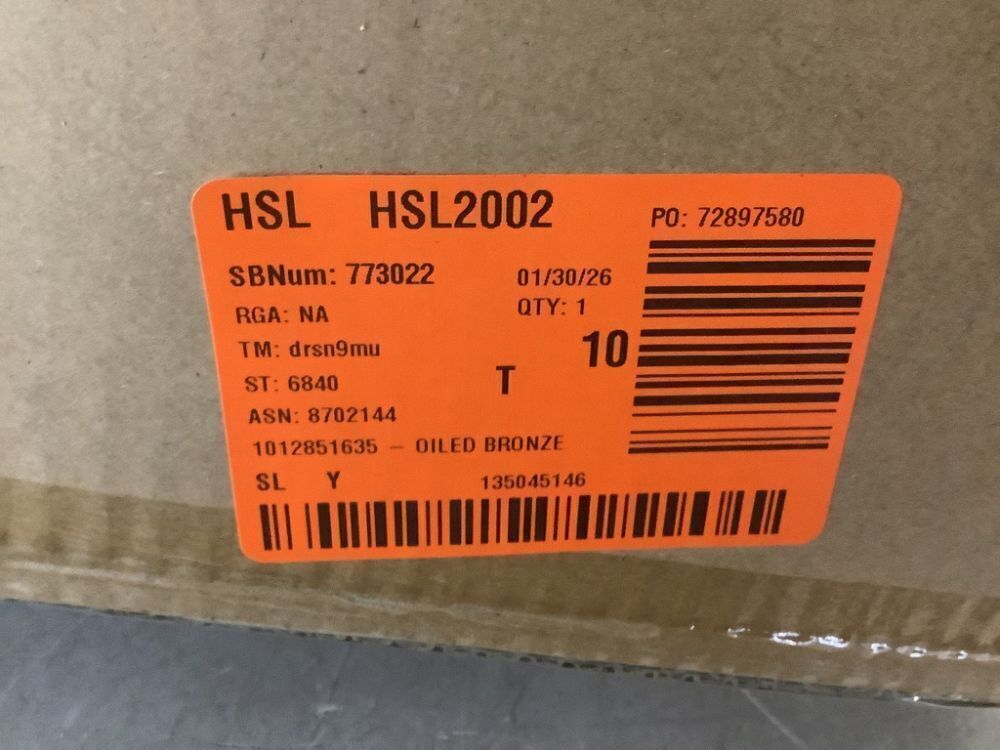 HSL HSL2002 PO: 72897580
SBNum: 773022 01/30/26
RGA: NA QTY: 1
TM: drsn9mu 10
ST: 6840 T
ASN: 8702144
1012851635 – OILED BRONZE
SL Y 135045146